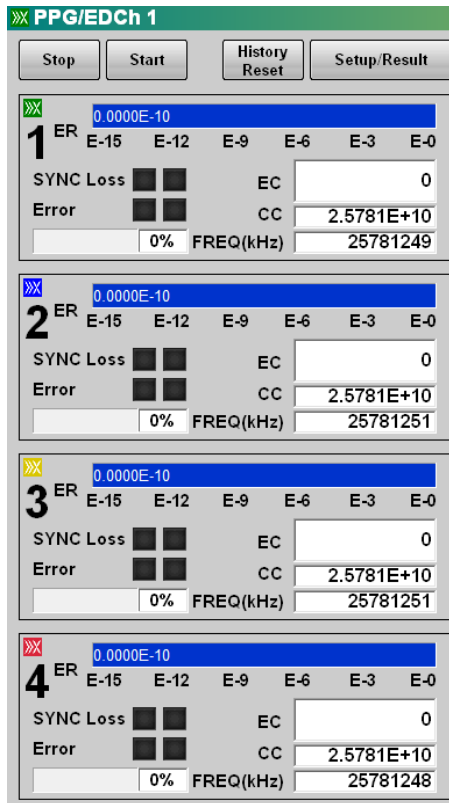 PPG/EDCh 1
Stop Start History Reset Setup/Result
1 ER 0.0000E-10
E-15 E-12 E-9 E-6 E-3 E-0
SYNC Loss EC 0
Error CC 2.5781E+10
0% FREQ(kHz) 25781249
2 ER 0.0000E-10
E-15 E-12 E-9 E-6 E-3 E-0
SYNC Loss EC 0
Error CC 2.5781E+10
0% FREQ(kHz) 25781251
3 ER 0.0000E-10
E-15 E-12 E-9 E-6 E-3 E-0
SYNC Loss EC 0
Error CC 2.5781E+10
0% FREQ(kHz) 25781251
4 ER 0.0000E-10
E-15 E-12 E-9 E-6 E-3 E-0
SYNC Loss EC 0
Error CC 2.5781E+10
0% FREQ(kHz) 25781248